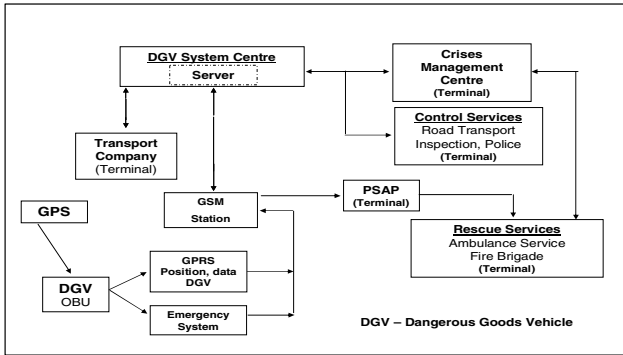 DGV System Centre
Server
Crises
Management
Centre
(Terminal)
Control Services
Road Transport
Inspection, Police
(Terminal)
Transport
Company
(Terminal)
GSM
Station
PSAP
(Terminal)
GPS
Rescue Services
Ambulance Service
Fire Brigade
(Terminal)
GPRS
Position, data
DGV
DGV
OBU
Emergency
System
DGV – Dangerous Goods Vehicle